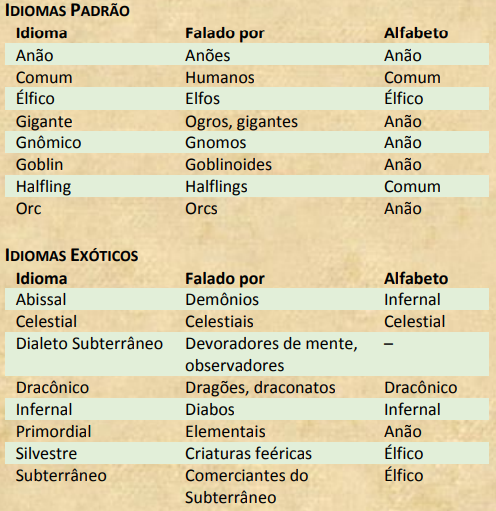 IDIOMAS PADRÃO
Idioma Falado por Alfabeto
Anão Anões Anão
Comum Humanos Comum
Élfico Elfos Élfico
Gigante Ogros, gigantes Anão
Gnômico Gnomos Anão
Goblin Goblinoides Anão
Halfling Halflings Comum
Orc Orcs Anão
IDIOMAS EXÓTICOS
Idioma Falado por Alfabeto
Abissal Demônios Infernal
Celestial Celestiais Celestial
Dialeto Subterrâneo Devoradores de mente, –
observadores
Dracônico Dragões, draconatos Dracônico
Infernal Diabos Infernal
Primordial Elementais Anão
Silvestre Criaturas feéricas Élfico
Subterrâneo Comerciantes do Élfico
Subterrâneo